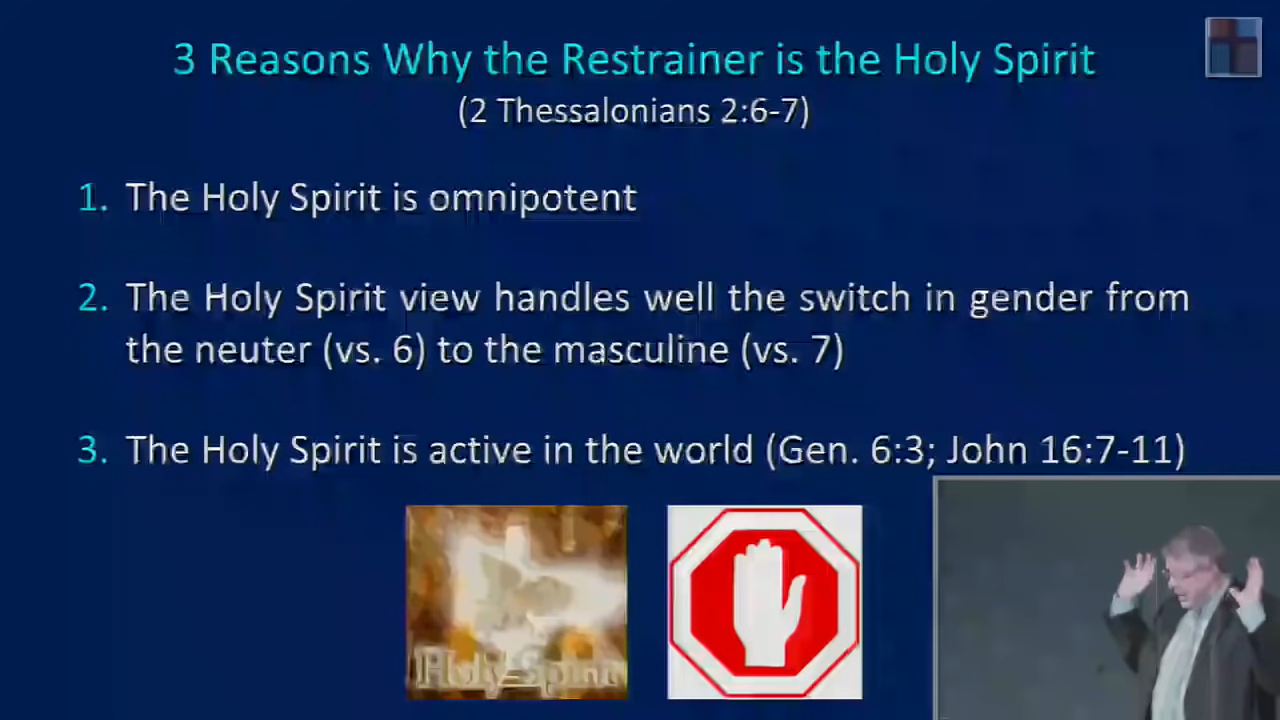 3 Reasons Why the Restrainer is the Holy Spirit
(2 Thessalonians 2:6-7)
1. The Holy Spirit is omnipotent
2. The Holy Spirit view handles well the switch in gender from
the neuter (vs. 6) to the masculine (vs. 7)
3. The Holy Spirit is active in the world (Gen. 6:3; John 16:7-11)
Holy Spirit